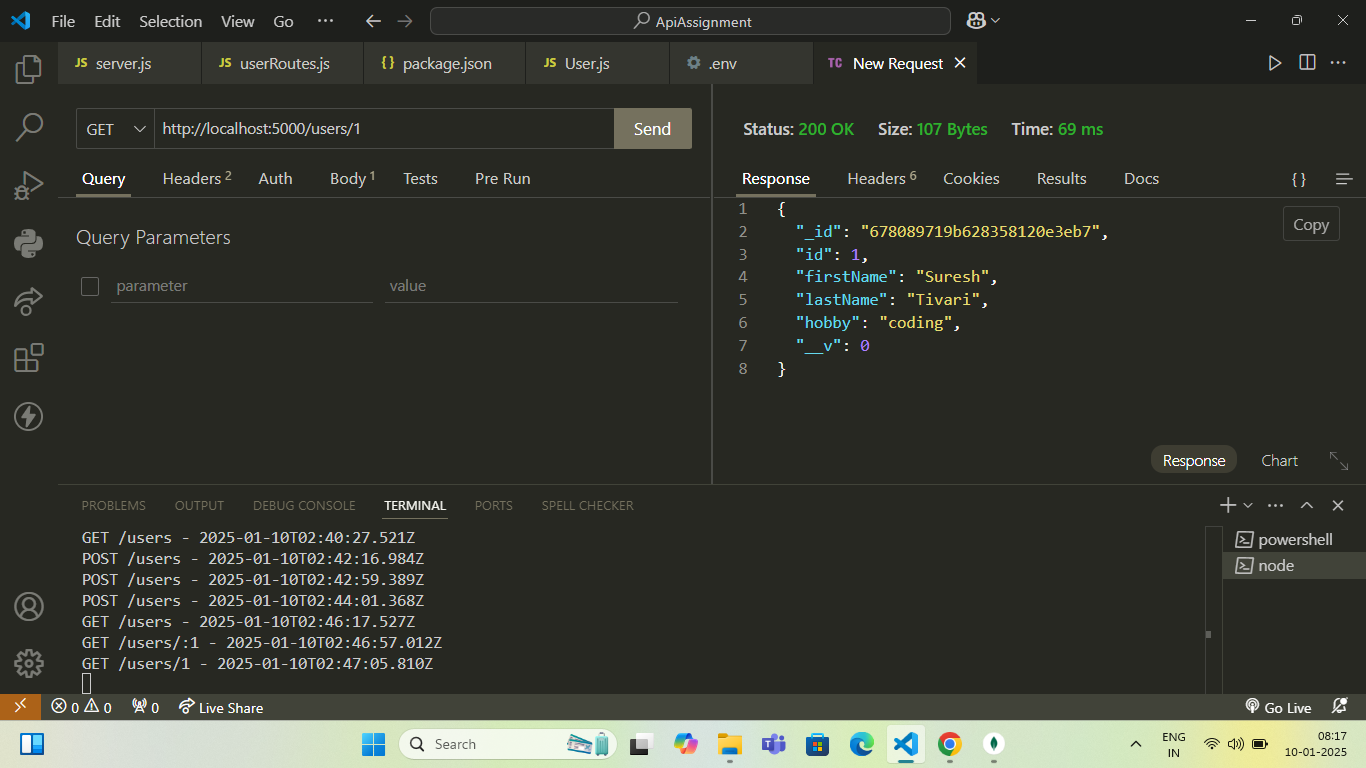 File Edit Selection View Go ··· ApiAssignment
JS server.js JS userRoutes.js {} package.json JS User.js .env TC New Request
GET http://localhost:5000/users/1 Send
Status: 200 OK Size: 107 Bytes Time: 69 ms
Query Headers 2 Auth Body 1 Tests Pre Run
Response Headers 6 Cookies Results Docs {}
Query Parameters
parameter value
Copy
1 {
2 "_id": "678089719b628358120e3eb7",
3 "id": 1,
4 "firstName": "Suresh",
5 "lastName": "Tivari",
6 "hobby": "coding",
7 "__v": 0
8 }
Response Chart
PROBLEMS OUTPUT DEBUG CONSOLE TERMINAL PORTS SPELL CHECKER
GET /users - 2025-01-10T02:40:27.521Z
POST /users - 2025-01-10T02:42:16.984Z
POST /users - 2025-01-10T02:42:59.389Z
POST /users - 2025-01-10T02:44:01.368Z
GET /users - 2025-01-10T02:46:17.527Z
GET /users/:1 - 2025-01-10T02:46:57.012Z
GET /users/1 - 2025-01-10T02:47:05.810Z
powershell
node
0 0 0 Live Share Go Live
Search
ENG
IN
08:17
10-01-2025